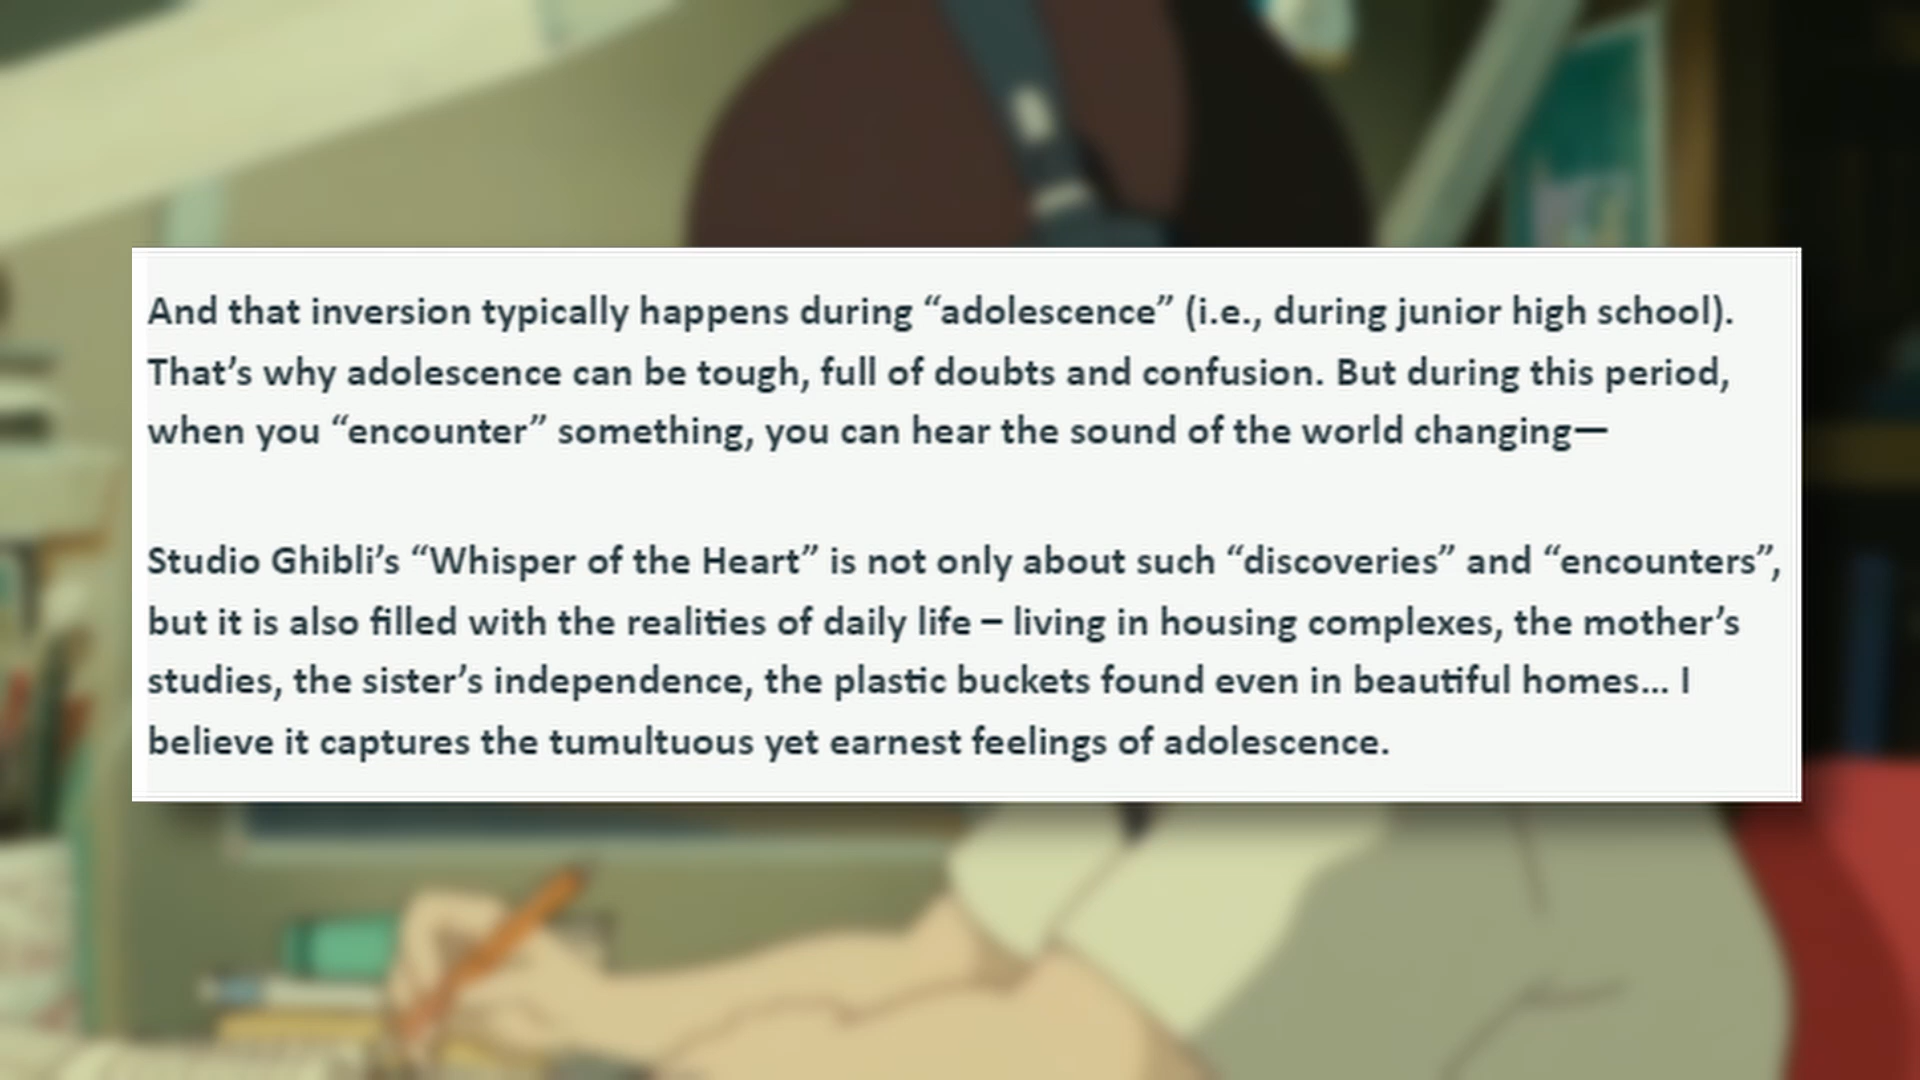 And that inversion typically happens during “adolescence” (i.e., during junior high school).
That’s why adolescence can be tough, full of doubts and confusion. But during this period,
when you “encounter” something, you can hear the sound of the world changing—
Studio Ghibli’s “Whisper of the Heart” is not only about such “discoveries” and “encounters”,
but it is also filled with the realities of daily life – living in housing complexes, the mother’s
studies, the sister’s independence, the plastic buckets found even in beautiful homes... I
believe it captures the tumultuous yet earnest feelings of adolescence.